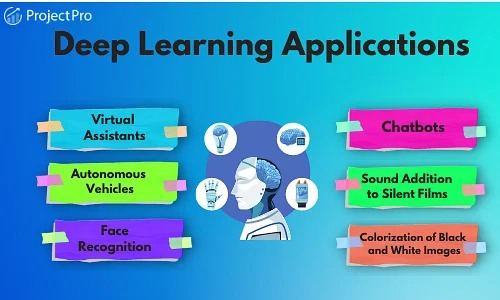 ProjectPro
Deep Learning Applications
Virtual
Assistants
Autonomous
Vehicles
Face
Recognition
Chatbots
Sound Addition
to Silent Films
Colorization of Black
and White Images